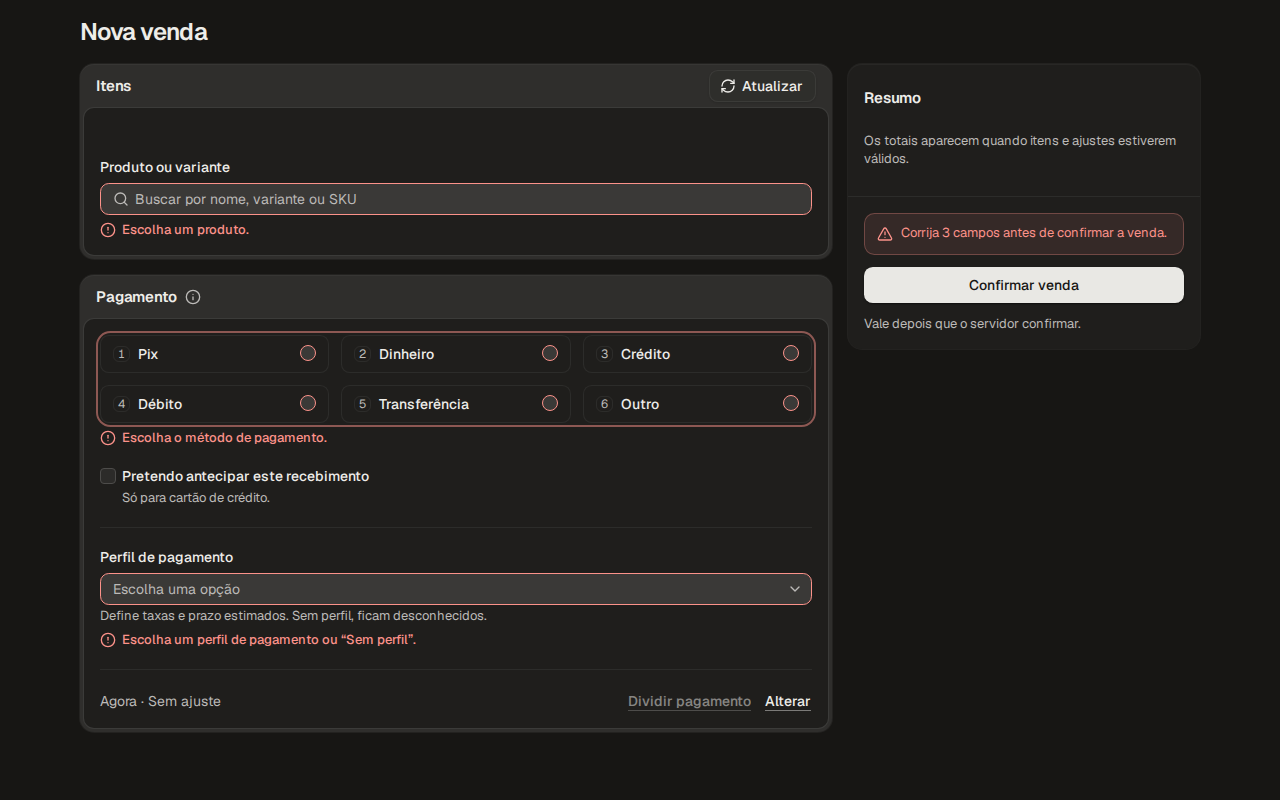 Nova venda
Itens
Atualizar
Produto ou variante
Buscar por nome, variante ou SKU
Escolha um produto.
Pagamento
1 Pix
2 Dinheiro
3 Crédito
4 Débito
5 Transferência
6 Outro
Escolha o método de pagamento.
Pretendo antecipar este recebimento
Só para cartão de crédito.
Perfil de pagamento
Escolha uma opção
Define taxas e prazo estimados. Sem perfil, ficam desconhecidos.
Escolha um perfil de pagamento ou “Sem perfil”.
Agora · Sem ajuste
Dividir pagamento
Alterar
Resumo
Os totais aparecem quando itens e ajustes estiverem
válidos.
Corrija 3 campos antes de confirmar a venda.
Confirmar venda
Vale depois que o servidor confirmar.